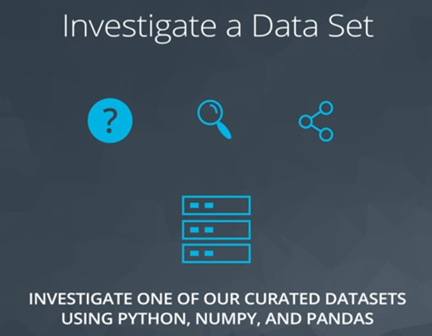 Investigate a Data Set
?
INVESTIGATE ONE OF OUR CURATED DATASETS
USING PYTHON, NUMPY, AND PANDAS